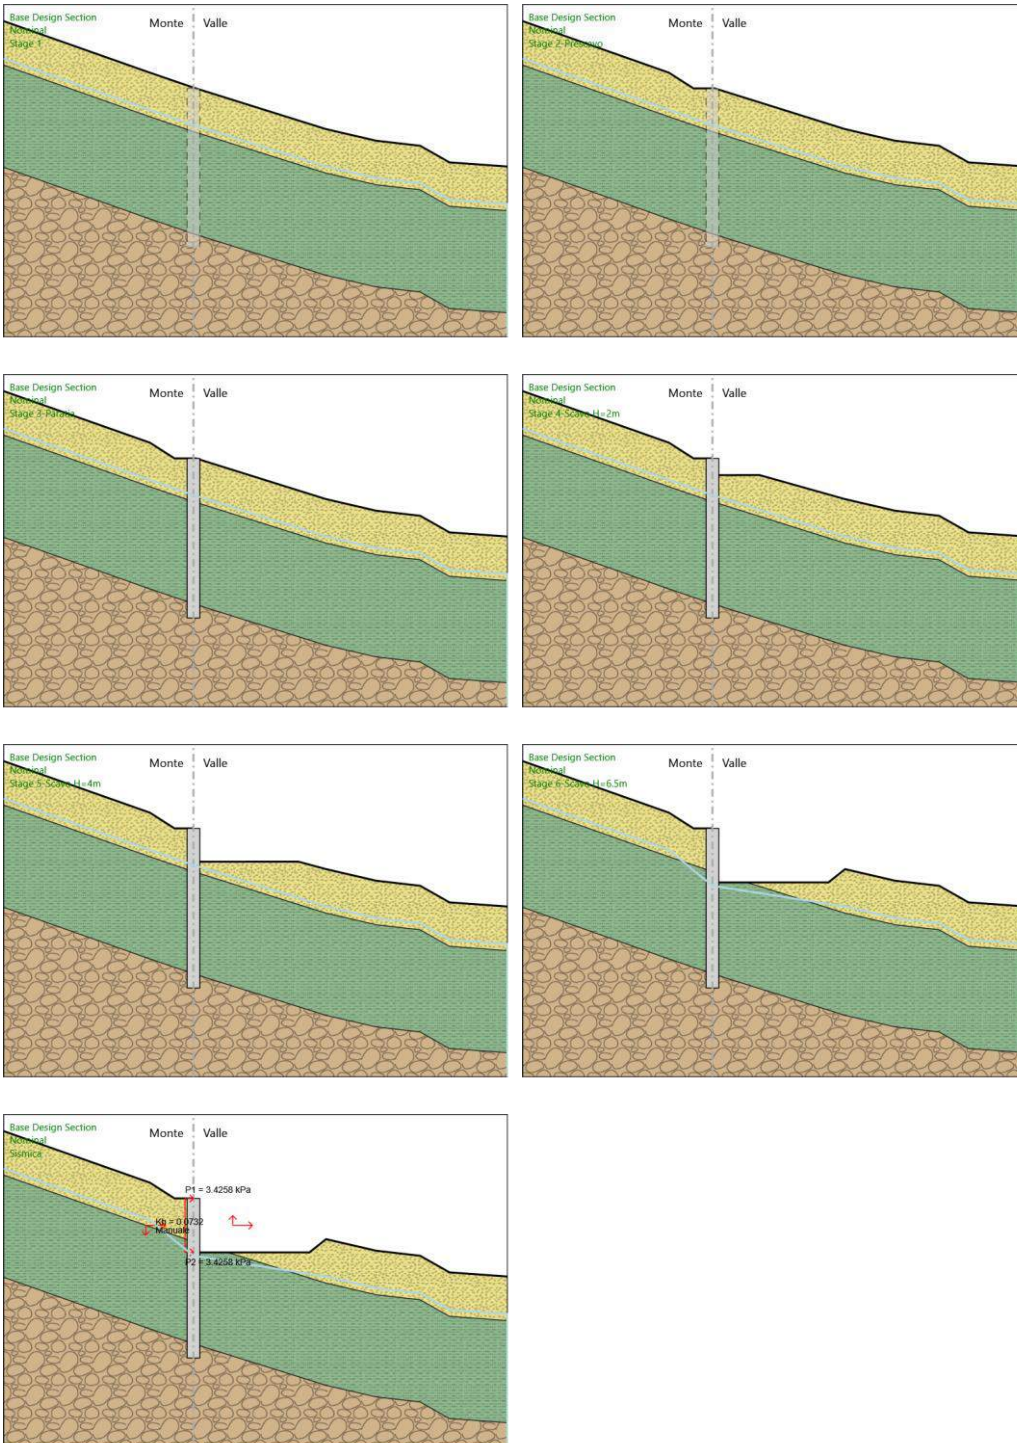 Base Design Section
Nominal
Stage 1
Monte Valle
Base Design Section
Nominal
Stage 2-Prescavo
Monte Valle
Base Design Section
Nominal
Stage 3-Paratia
Monte Valle
Base Design Section
Nominal
Stage 4-Scavo H=2m
Monte Valle
Base Design Section
Nominal
Stage 5-Scavo H=4m
Monte Valle
Base Design Section
Nominal
Stage 6-Scavo H=6.5m
Monte Valle
Base Design Section
Nominal
Sismica
Monte Valle
P1 = 3.4258 kPa
Kh = 0.0732
Manuale
P2 = 3.4258 kPa